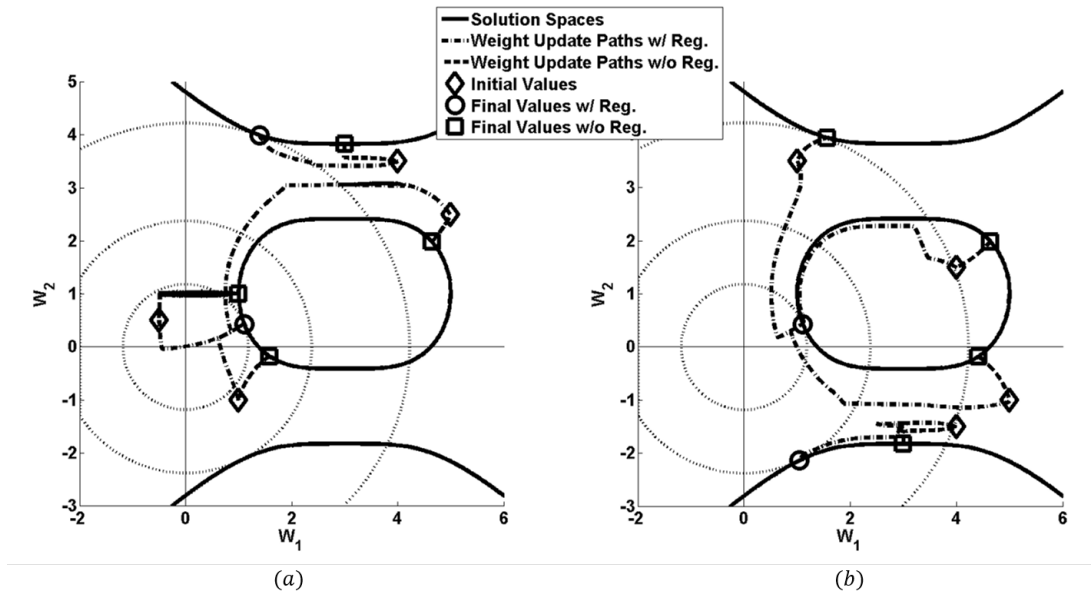 Solution Spaces
Weight Update Paths w/ Reg.
Weight Update Paths w/o Reg.
Initial Values
Final Values w/ Reg.
Final Values w/o Reg.
5
4
3
2
1
0
-1
-2
-3
W2
-2 0 2 4 6
W1
(a)
5
4
3
2
1
0
-1
-2
-3
W2
-2 0 2 4 6
W1
(b)